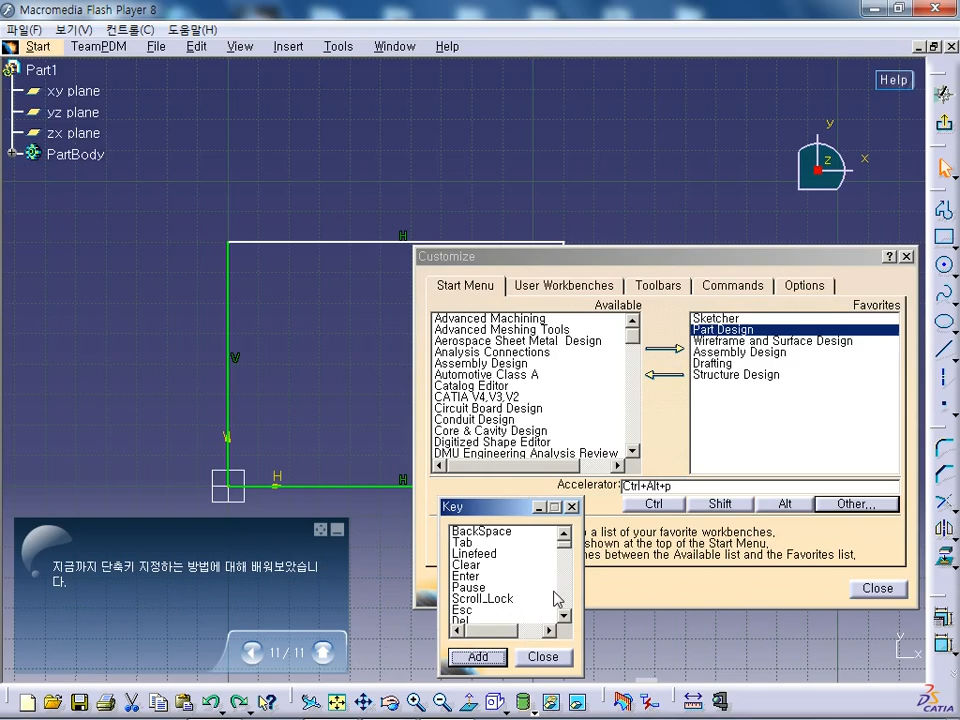 Macromedia Flash Player 8
파일(F) 보기(V) 컨트롤(C) 도움말(H)
Start TeamPDM File Edit View Insert Tools Window Help
Part1
xy plane
yz plane
zx plane
PartBody
Help
y
x
z
H
V
V
H
H
Customize
Start Menu User Workbenches Toolbars Commands Options
Available Favorites
Advanced Machining
Advanced Meshing Tools
Aerospace Sheet Metal Design
Analysis Connections
Assembly Design
Automotive Class A
Catalog Editor
CATIA V4,V3,V2
Circuit Board Design
Conduit Design
Core & Cavity Design
Digitized Shape Editor
DMU Engineering Analysis Review
Sketcher
Part Design
Wireframe and Surface Design
Assembly Design
Drafting
Structure Design
Accelerator: Ctrl+Alt+p
Ctrl Shift Alt Other...
o a list of your favorite workbenches,
shown at the top of the Start Menu,
hes between the Available list and the Favorites list,
Close
Key
BackSpace
Tab
Linefeed
Clear
Enter
Pause
Scroll_Lock
Esc
Del
Add Close
지금까지 단축키 지정하는 방법에 대해 배워보았습니
다.
11/11
y
x
CATIA